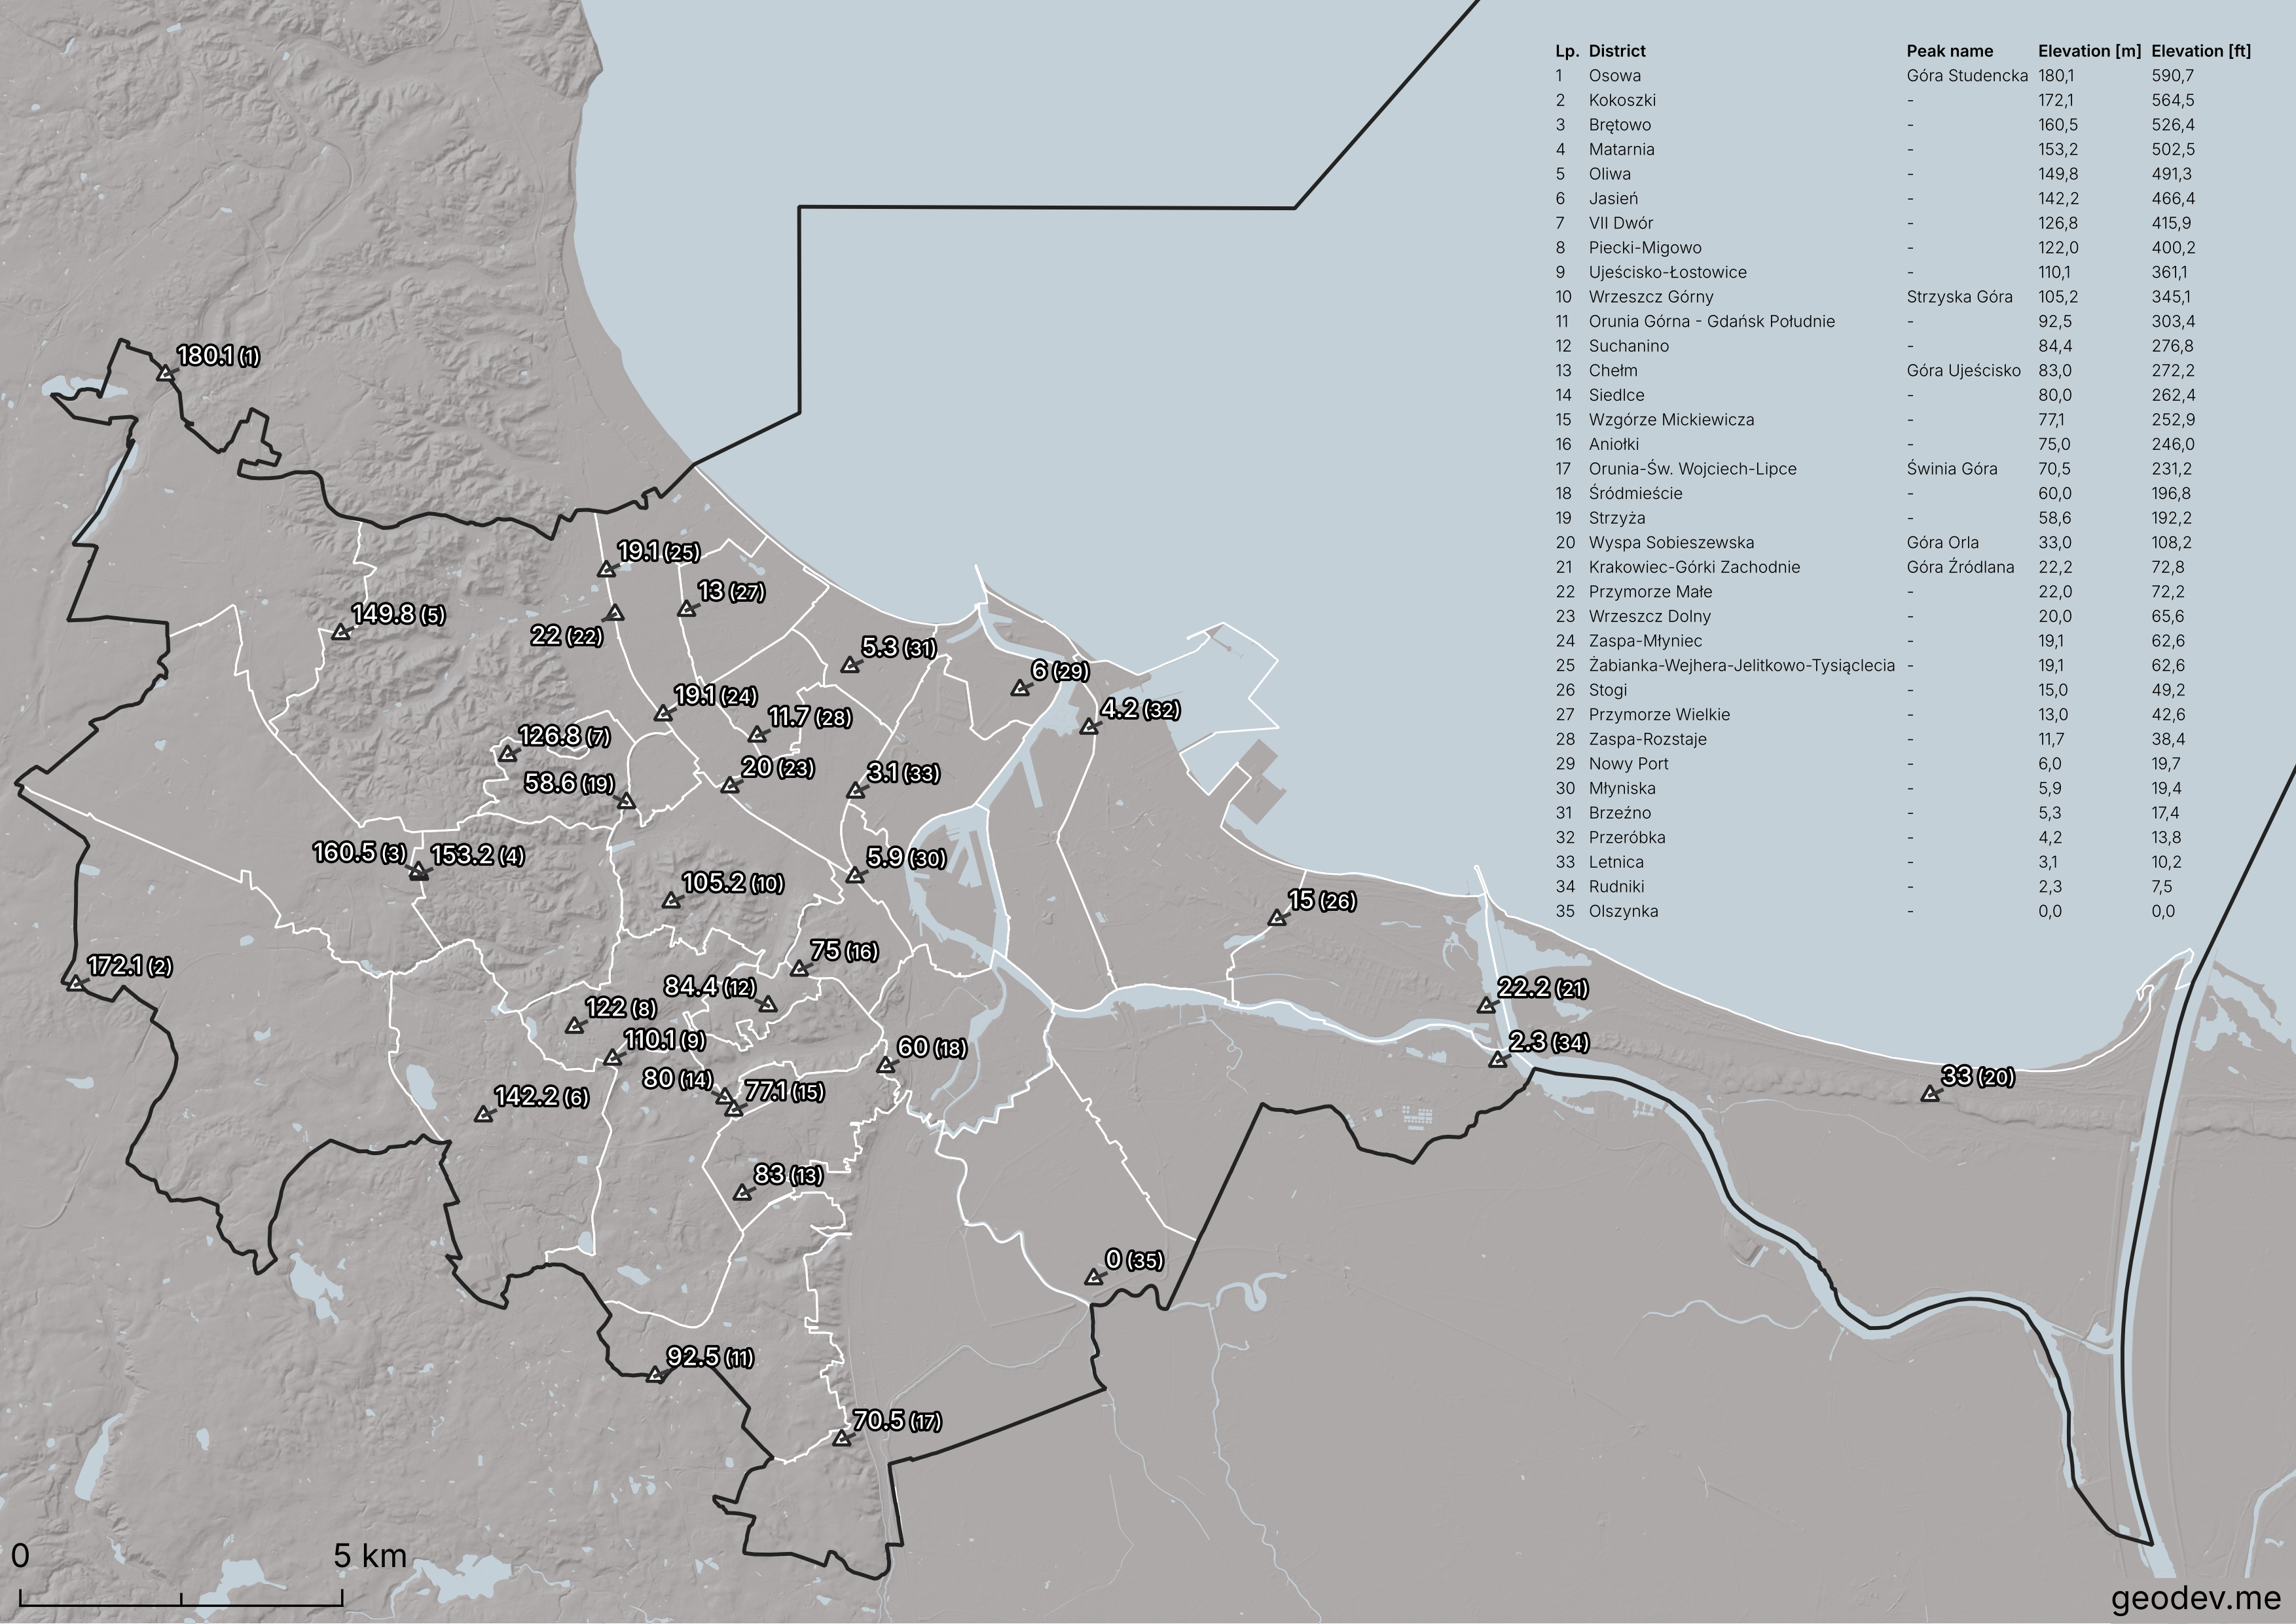 Lp. District Peak name Elevation [m] Elevation [ft]
1 Osowa Góra Studencka 180,1 590,7
2 Kokoszki - 172,1 564,5
3 Brętowo - 160,5 526,4
4 Matarnia - 153,2 502,5
5 Oliwa - 149,8 491,3
6 Jasień - 142,2 466,4
7 VII Dwór - 126,8 415,9
8 Piecki-Migowo - 122,0 400,2
9 Ujeścisko-Łostowice - 110,1 361,1
10 Wrzeszcz Górny Strzyska Góra 105,2 345,1
11 Orunia Górna - Gdańsk Południe - 92,5 303,4
12 Suchanino - 84,4 276,8
13 Chełm Góra Ujeścisko 83,0 272,2
14 Siedlce - 80,0 262,4
15 Wzgórze Mickiewicza - 77,1 252,9
16 Aniołki - 75,0 246,0
17 Orunia-Św. Wojciech-Lipce Świnia Góra 70,5 231,2
18 Śródmieście - 60,0 196,8
19 Strzyża - 58,6 192,2
20 Wyspa Sobieszewska Góra Orla 33,0 108,2
21 Krakowiec-Górki Zachodnie Góra Źródlana 22,2 72,8
22 Przymorze Małe - 22,0 72,2
23 Wrzeszcz Dolny - 20,0 65,6
24 Zaspa-Młyniec - 19,1 62,6
25 Żabianka-Wejhera-Jelitkowo-Tysiąclecia - 19,1 62,6
26 Stogi - 15,0 49,2
27 Przymorze Wielkie - 13,0 42,6
28 Zaspa-Rozstaje - 11,7 38,4
29 Nowy Port - 6,0 19,7
30 Młyniska - 5,9 19,4
31 Brzeźno - 5,3 17,4
32 Przeróbka - 4,2 13,8
33 Letnica - 3,1 10,2
34 Rudniki - 2,3 7,5
35 Olszynka - 0,0 0,0
180.1 (1)
19.1 (25)
13 (27)
149.8 (5)
22 (22)
5.3 (31)
6 (29)
19.1 (24)
4.2 (32)
11.7 (28)
126.8 (7)
20 (23)
3.1 (33)
58.6 (19)
160.5 (3)
153.2 (4)
5.9 (30)
105.2 (10)
15 (26)
75 (16)
172.1 (2)
84.4 (12)
22.2 (21)
122 (8)
110.1 (9)
2.3 (34)
60 (18)
33 (20)
80 (14)
77.1 (15)
142.2 (6)
83 (13)
0 (35)
92.5 (11)
70.5 (17)
0 5 km
geodev.me